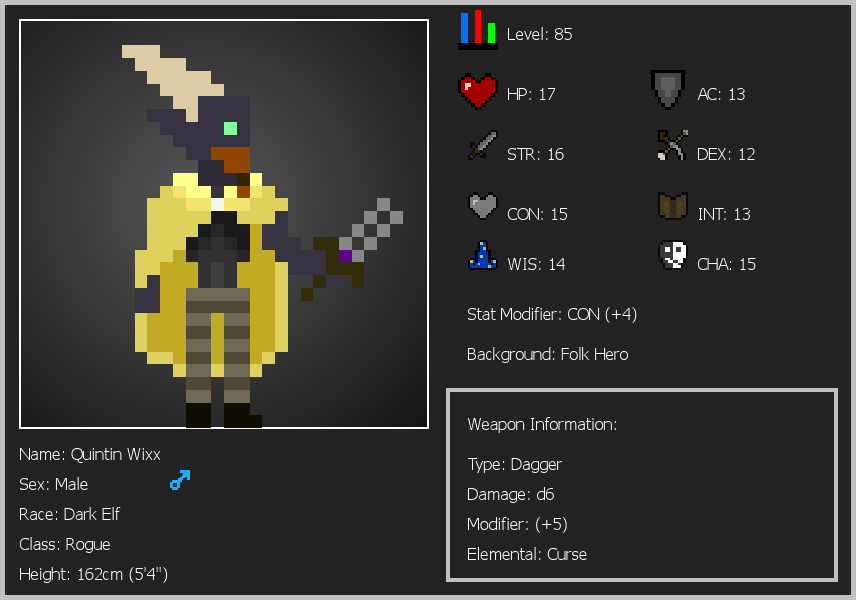 Level: 85
HP: 17
AC: 13
STR: 16
DEX: 12
CON: 15
INT: 13
WIS: 14
CHA: 15
Stat Modifier: CON (+4)
Background: Folk Hero
Weapon Information:
Type: Dagger
Damage: d6
Modifier: (+5)
Elemental: Curse
Name: Quintin Wixx
Sex: Male
Race: Dark Elf
Class: Rogue
Height: 162cm (5'4")